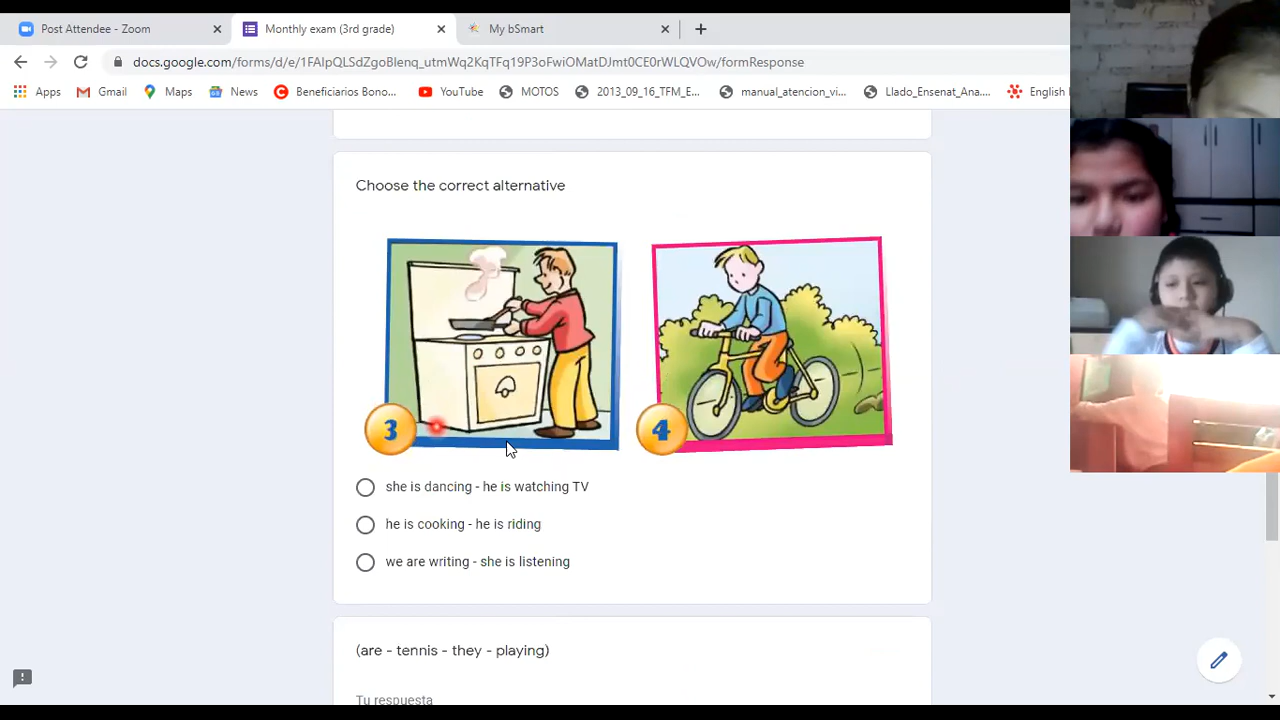 Post Attendee - Zoom
Monthly exam (3rd grade)
My bSmart
docs.google.com/forms/d/e/1FAIpQLSdZgoBlenq_utmWq2KqTFq19P3oFwiOMatDJmt0CE0rWLQVOw/formResponse
Apps
Gmail
Maps
News
Beneficiarios Bono...
YouTube
MOTOS
2013_09_16_TFM_E...
manual_atencion_vi...
Llado_Ensenat_Ana...
English
Choose the correct alternative
3
4
she is dancing - he is watching TV
he is cooking - he is riding
we are writing - she is listening
(are - tennis - they - playing)
Tu respuesta